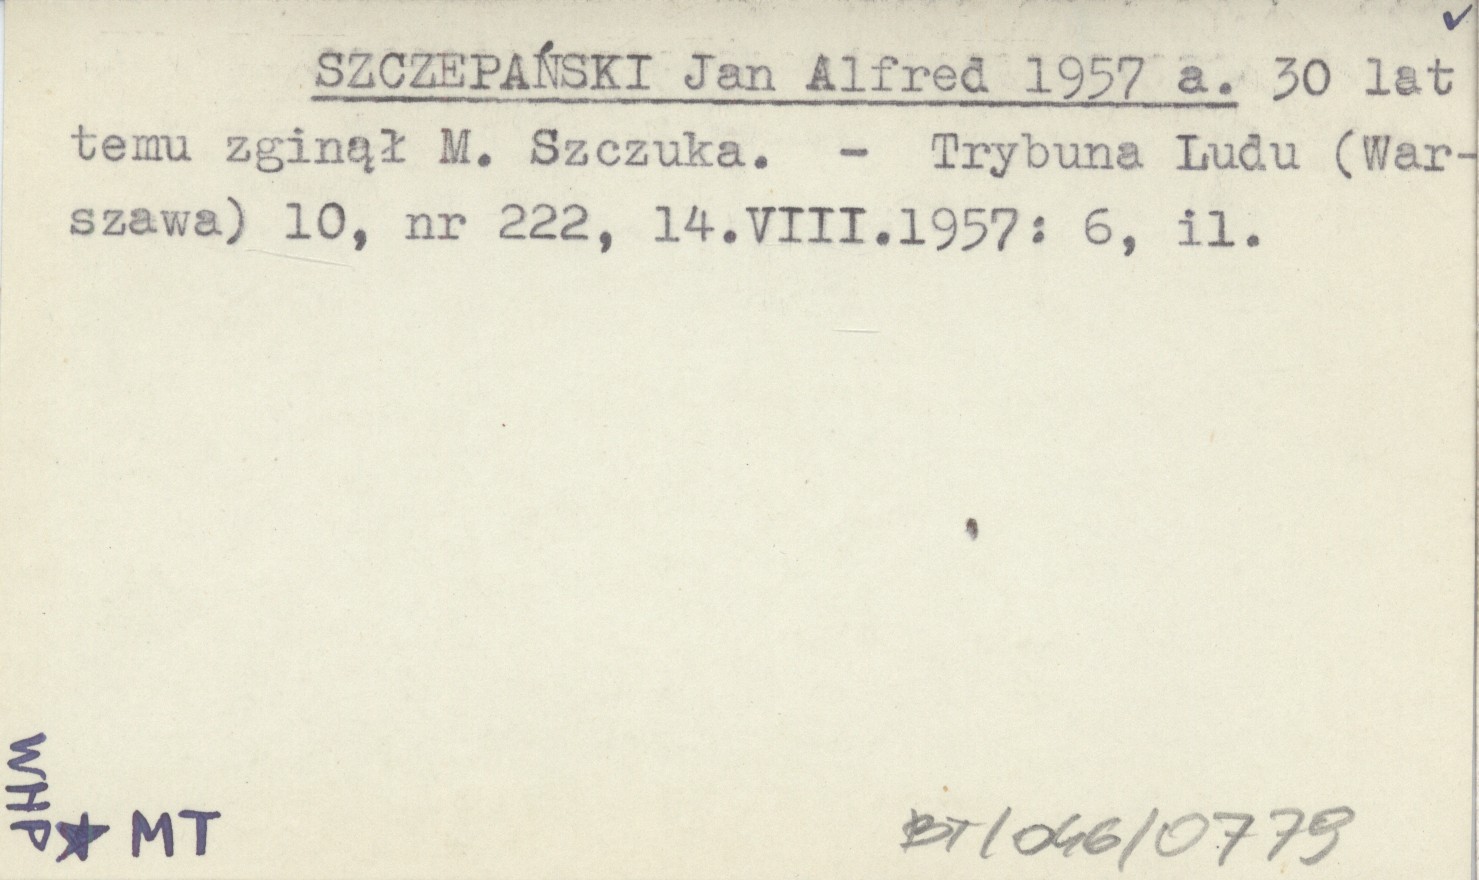 SZCZEPAŃSKI Jan Alfred 1957 a. 30 lat
temu zginął M. Szczuka. - Trybuna Ludu (War-
szawa) 10, nr 222, 14.VIII.1957: 6, il.
WHP
MT
BT/046/0779